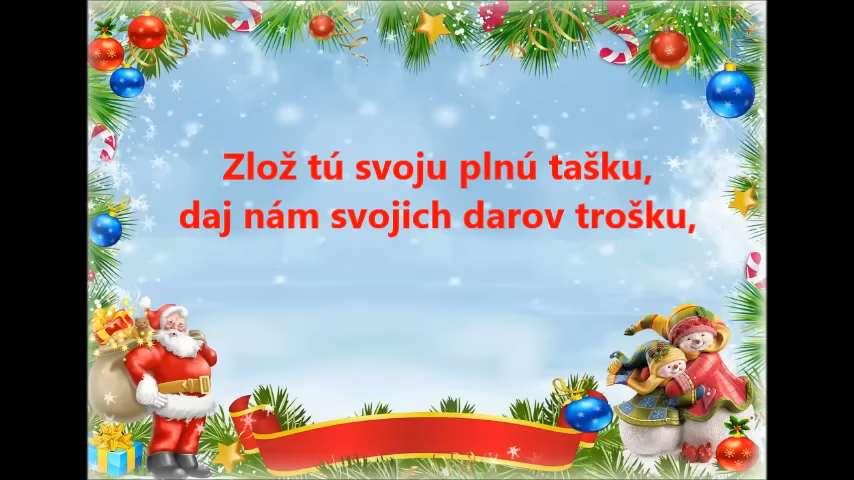 Zlož tú svoju plnú tašku,
daj nám svojich darov trošku,